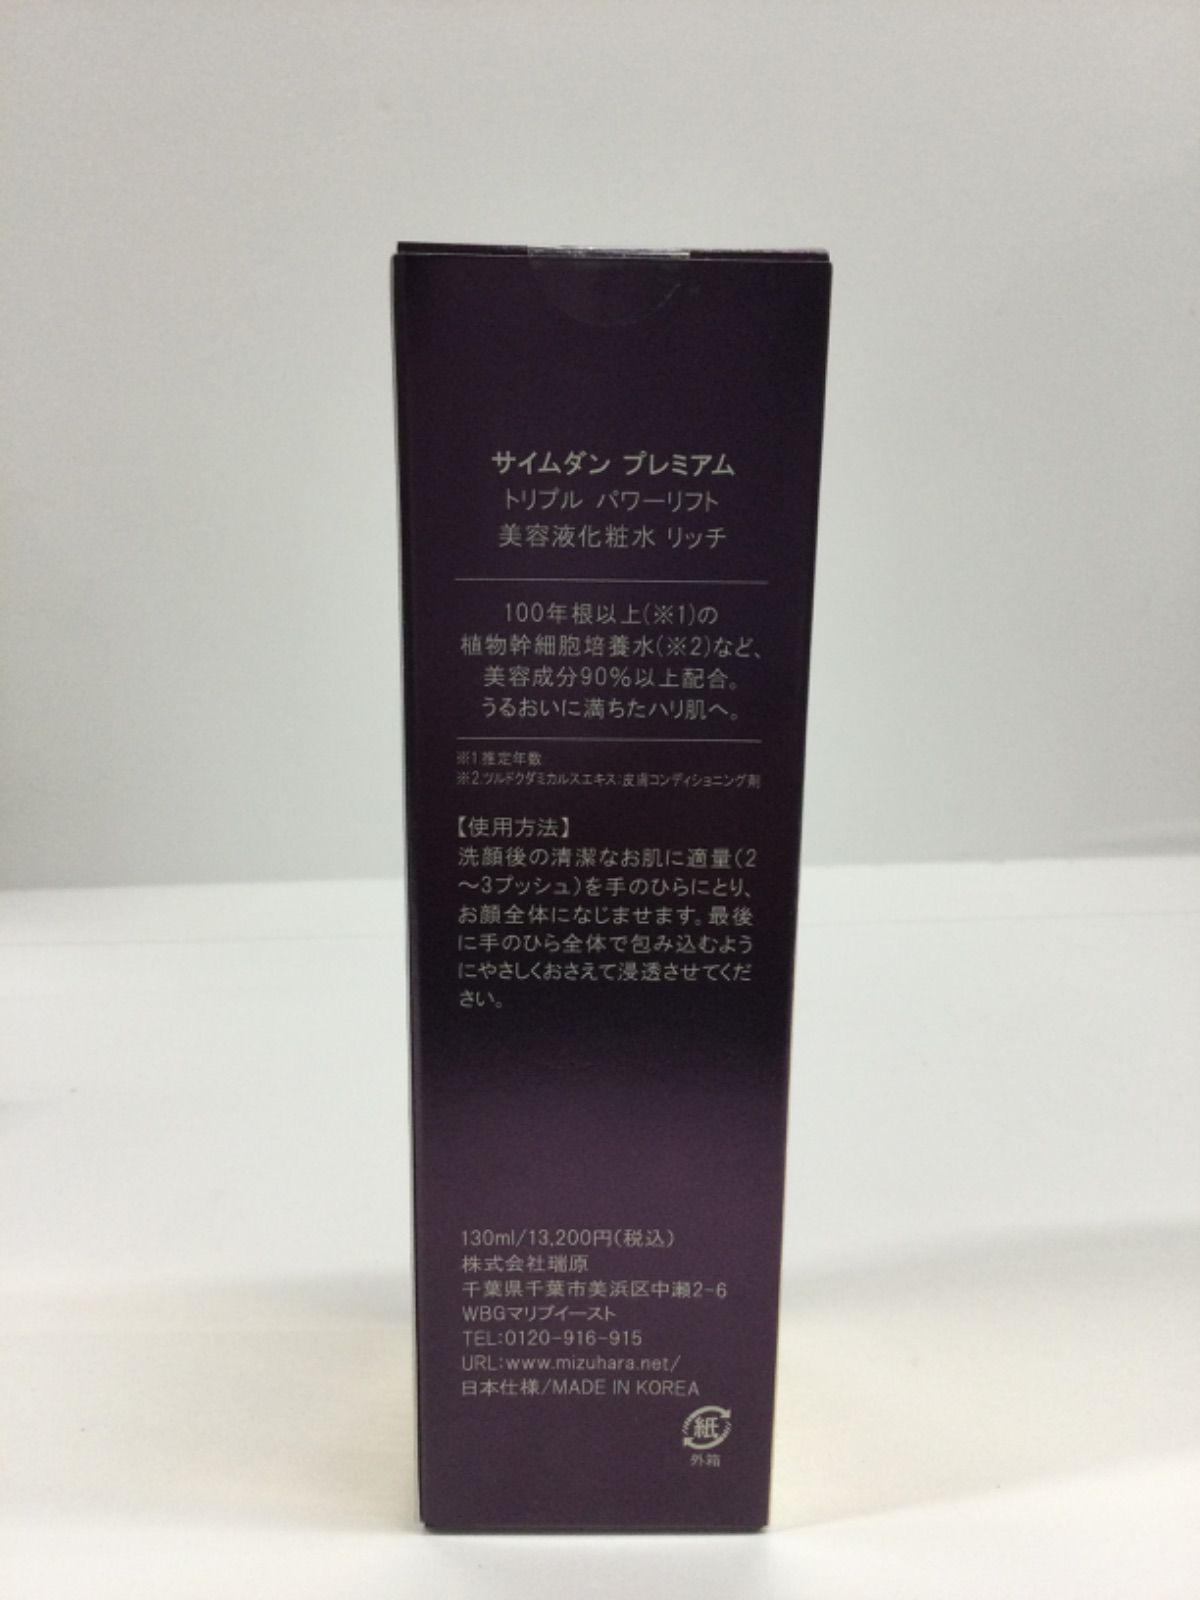 サイムダン プレミアム
トリプル パワーリフト
美容液化粧水 リッチ
100年根以上(※1)の
植物幹細胞培養水(※2)など、
美容成分90%以上配合。
うるおいに満ちたハリ肌へ。
※1.推定年数
※2.ツルドクダミカルスエキス:皮膚コンディショニング剤
【使用方法】
洗顔後の清潔なお肌に適量(2
～3プッシュ)を手のひらにとり、
お顔全体になじませます。最後
に手のひら全体で包み込むよう
にやさしくおさえて浸透させてくだ
さい。
130ml/13,200円(税込)
株式会社瑞原
千葉県千葉市美浜区中瀬2-6
WBGマリブイースト
TEL:0120-916-915
URL:www.mizuhara.net/
日本仕様/MADE IN KOREA
紙
外箱